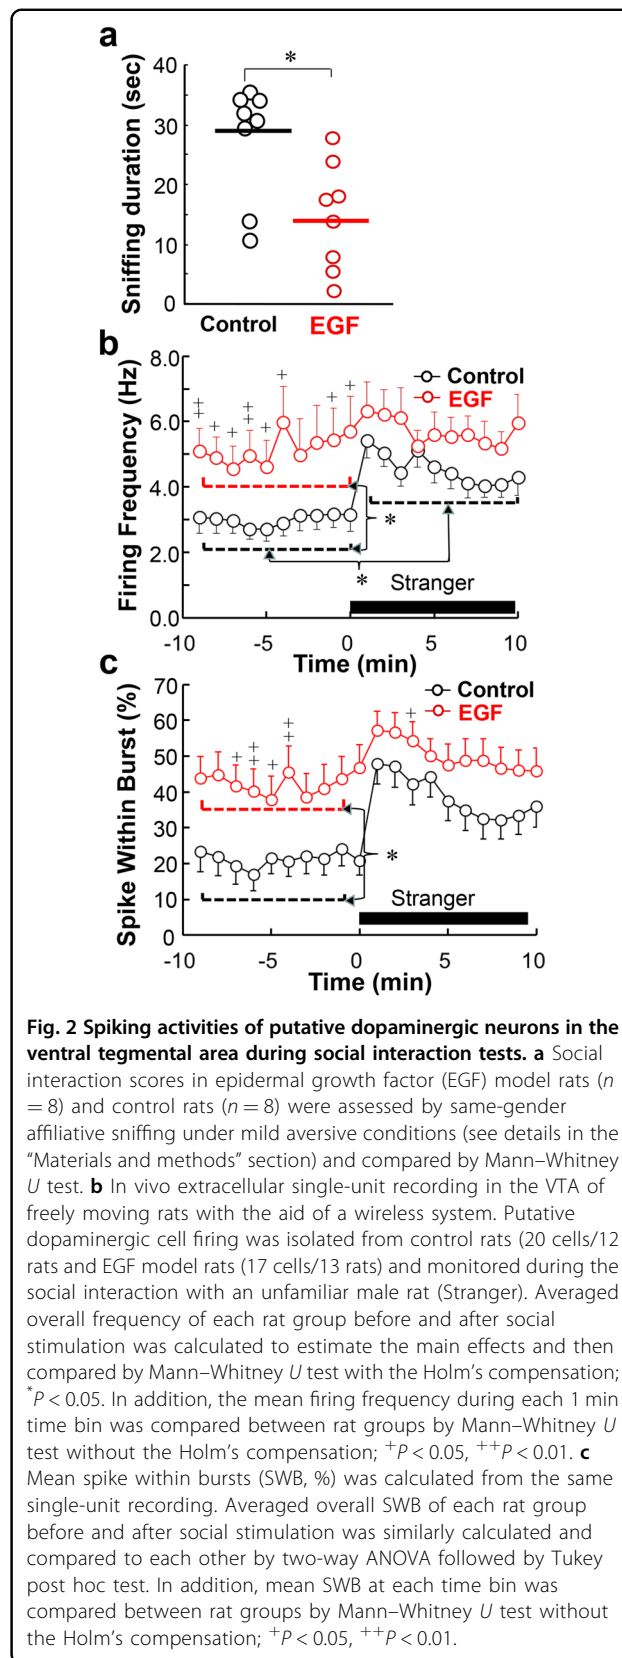 a
*
Sniffing duration (sec)
40
30
20
10
0
Control
EGF
b
Firing Frequency (Hz)
8.0
6.0
4.0
2.0
0.0
++
+
+
++
+
+
+
+
Control
EGF
*
*
Stranger
-10
-5
0
5
10
Time (min)
c
Spike Within Burst (%)
70
60
50
40
30
20
10
0
+
++
+
++
+
Control
EGF
*
Stranger
-10
-5
0
5
10
Time (min)
Fig. 2 Spiking activities of putative dopaminergic neurons in the
ventral tegmental area during social interaction tests. a Social
interaction scores in epidermal growth factor (EGF) model rats (n
= 8) and control rats (n = 8) were assessed by same-gender
affiliative sniffing under mild aversive conditions (see details in the
“Materials and methods” section) and compared by Mann–Whitney
U test. b In vivo extracellular single-unit recording in the VTA of
freely moving rats with the aid of a wireless system. Putative
dopaminergic cell firing was isolated from control rats (20 cells/12
rats and EGF model rats (17 cells/13 rats) and monitored during the
social interaction with an unfamiliar male rat (Stranger). Averaged
overall frequency of each rat group before and after social
stimulation was calculated to estimate the main effects and then
compared by Mann–Whitney U test with the Holm’s compensation;
*P < 0.05. In addition, the mean firing frequency during each 1 min
time bin was compared between rat groups by Mann–Whitney U
test without the Holm’s compensation; +P < 0.05, ++P < 0.01. c
Mean spike within bursts (SWB, %) was calculated from the same
single-unit recording. Averaged overall SWB of each rat group
before and after social stimulation was similarly calculated and
compared to each other by two-way ANOVA followed by Tukey
post hoc test. In addition, mean SWB at each time bin was
compared between rat groups by Mann–Whitney U test without
the Holm’s compensation; +P < 0.05, ++P < 0.01.